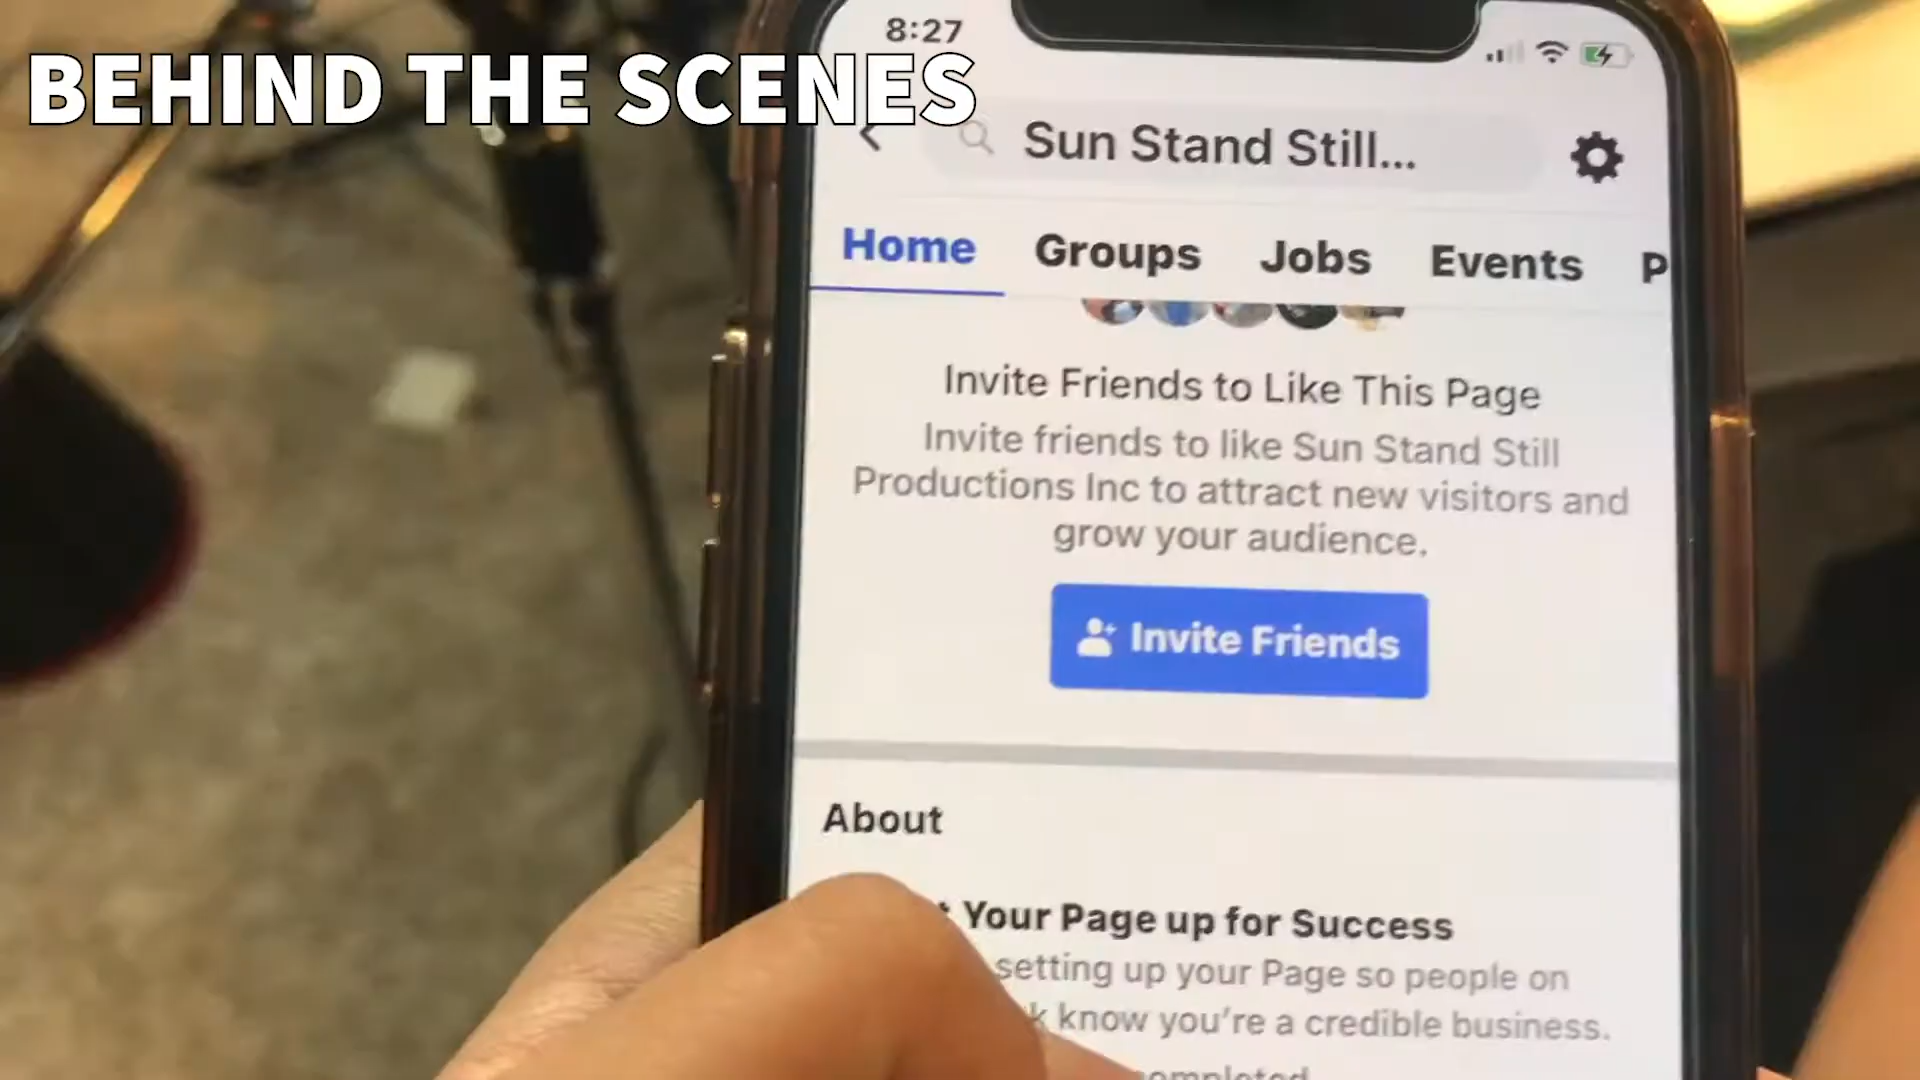 8:27
BEHIND THE SCENES
Sun Stand Still...
Home Groups Jobs Events P
Invite Friends to Like This Page
Invite friends to like Sun Stand Still
Productions Inc to attract new visitors and
grow your audience.
Invite Friends
About
Your Page up for Success
setting up your Page so people on
k know you're a credible business.
ompleted